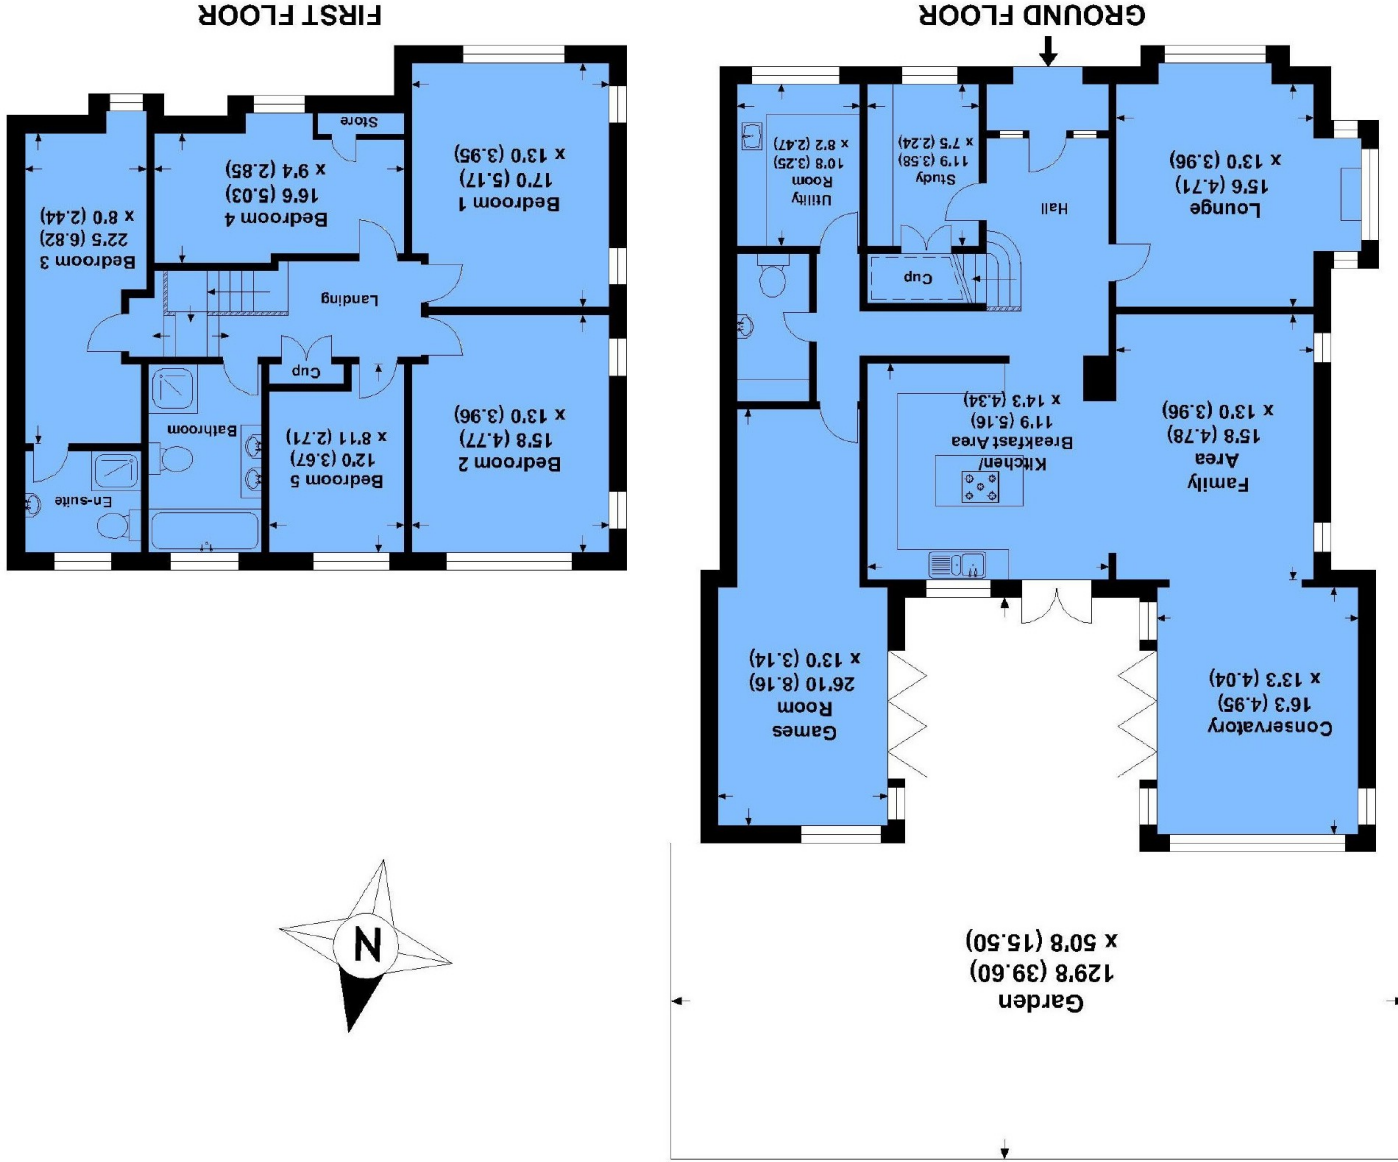 Garden
129'8 (39.60)
x 50'8 (15.50)
N
Conservatory
16'3 (4.95)
x 13'3 (4.04)
Games
Room
26'10 (8.16)
x 13'0 (3.14)
Family
Area
15'8 (4.78)
x 13'0 (3.96)
Kitchen/
Breakfast Area
11'9 (5.16)
x 14'3 (4.34)
Cup
Hall
Lounge
15'6 (4.71)
x 13'0 (3.96)
Study
11'9 (3.58)
x 7'5 (2.24)
Utility
Room
10'8 (3.25)
x 8'2 (2.47)
GROUND FLOOR
En-suite
Bathroom
Bedroom 5
12'0 (3.67)
x 8'11 (2.71)
Bedroom 2
15'8 (4.77)
x 13'0 (3.96)
Cup
Landing
Bedroom 3
22'5 (6.82)
x 8'0 (2.44)
Bedroom 4
16'6 (5.03)
x 9'4 (2.85)
Store
Bedroom 1
17'0 (5.17)
x 13'0 (3.95)
FIRST FLOOR